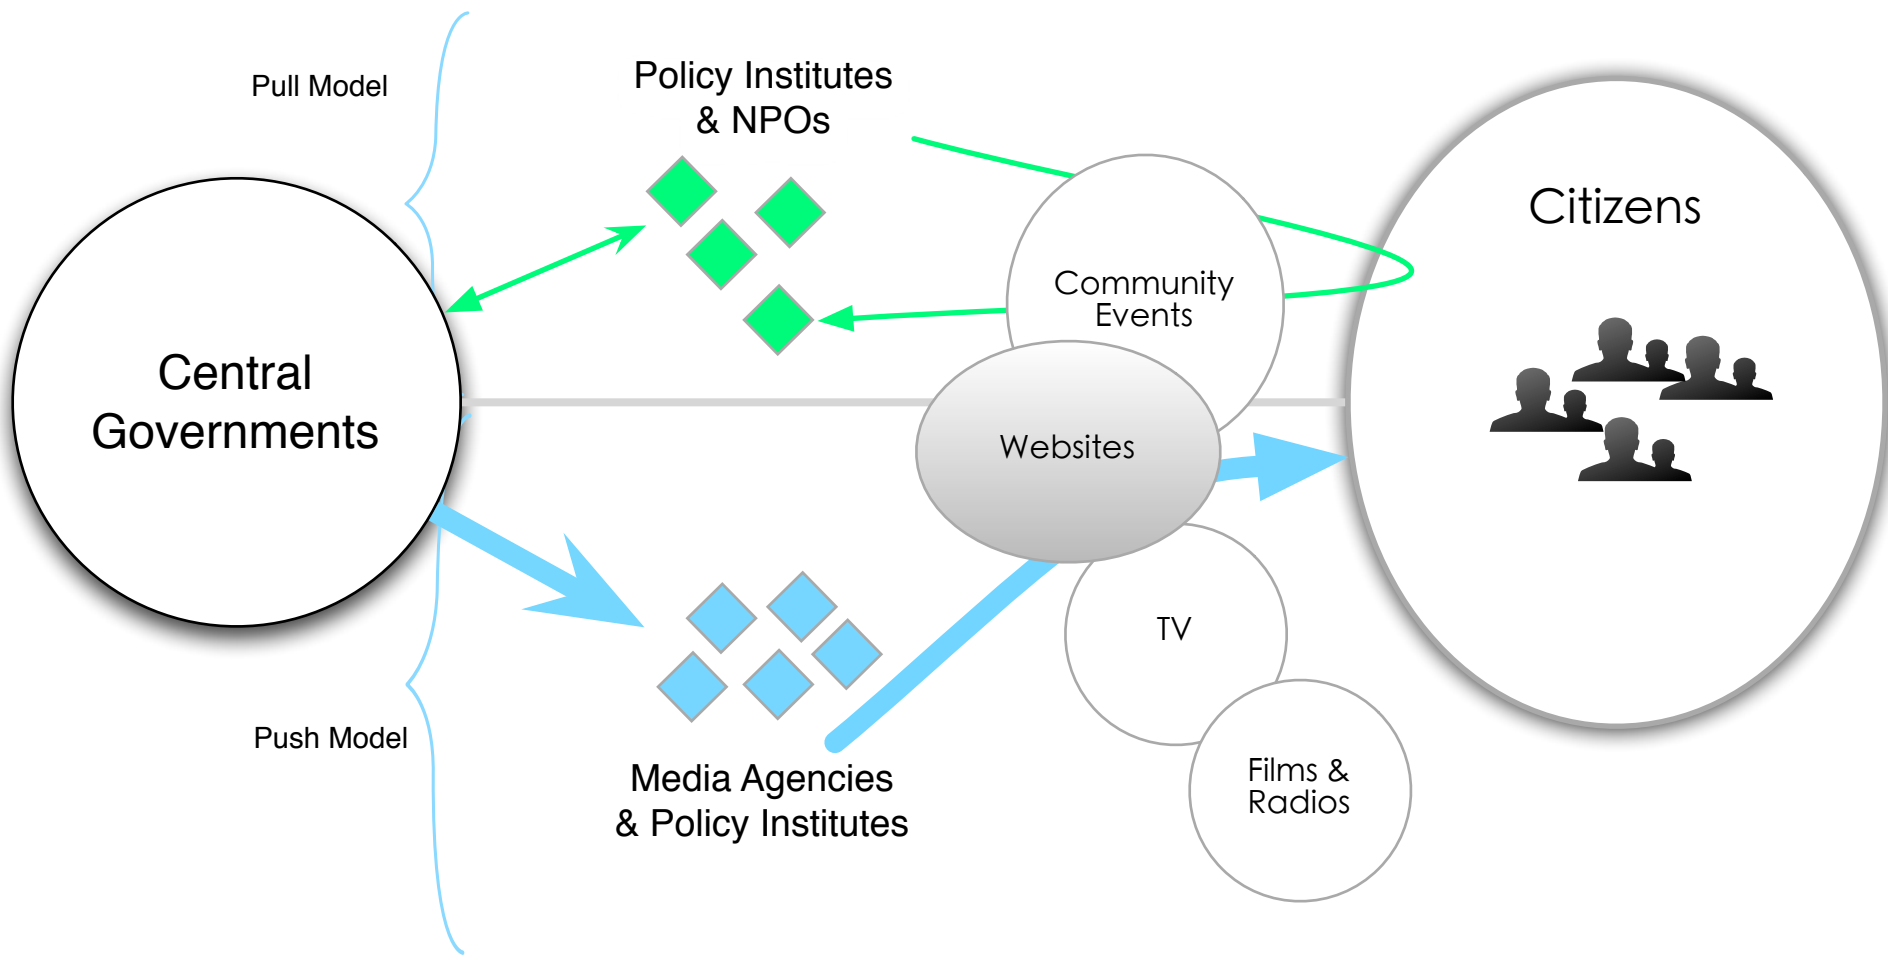 Pull Model
Policy Institutes
& NPOs
Citizens
Community
Events
Central
Governments
Websites
TV
Push Model
Films &
Radios
Media Agencies
& Policy Institutes